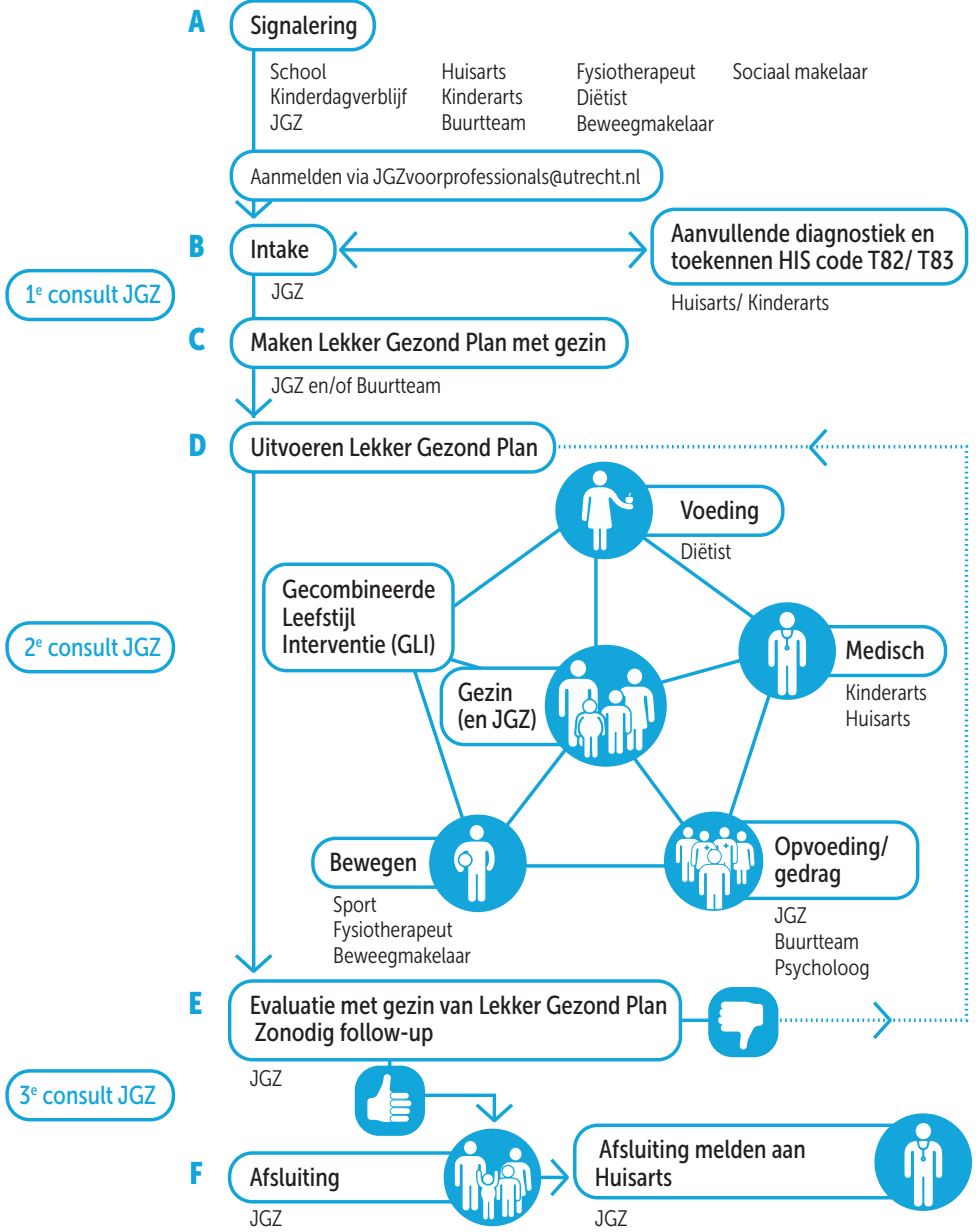 A
Signalering
School
Kinderdagverblijf
JGZ
Huisarts
Kinderarts
Buurtteam
Fysiotherapeut
Diëtist
Beweegmakelaar
Sociaal makelaar
Aanmelden via JGZvoorprofessionals@utrecht.nl
B
Intake
JGZ
Aanvullende diagnostiek en
toekennen HIS code T82/ T83
Huisarts/ Kinderarts
1e consult JGZ
C
Maken Lekker Gezond Plan met gezin
JGZ en/of Buurtteam
D
Uitvoeren Lekker Gezond Plan
Voeding
Diëtist
Gecombineerde
Leefstijl
Interventie (GLI)
2e consult JGZ
Medisch
Kinderarts
Huisarts
Gezin
(en JGZ)
Bewegen
Sport
Fysiotherapeut
Beweegmakelaar
Opvoeding/
gedrag
JGZ
Buurtteam
Psycholoog
E
Evaluatie met gezin van Lekker Gezond Plan
Zonodig follow-up
JGZ
3e consult JGZ
F
Afsluiting
JGZ
Afsluiting melden aan
Huisarts
JGZ